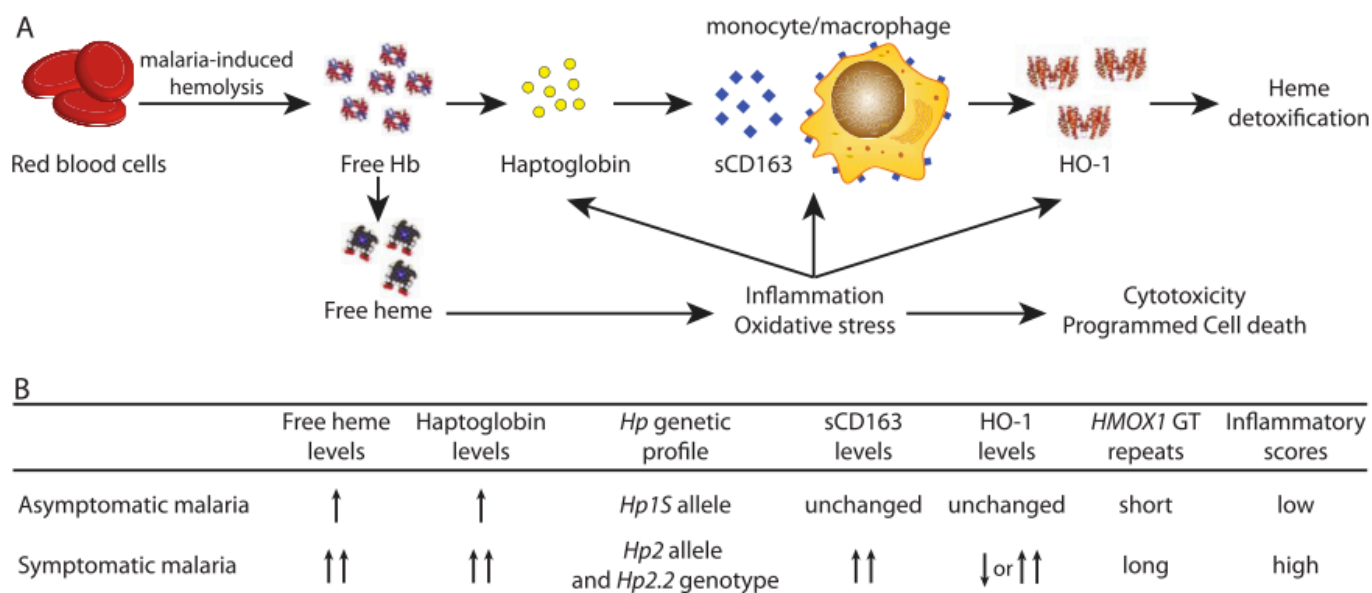 A
monocyte/macrophage
malaria-induced
hemolysis
Heme
detoxification
Red blood cells
Free Hb
Haptoglobin
sCD163
HO-1
Free heme
Inflammation
Oxidative stress
Cytotoxicity
Programmed Cell death
B
Free heme levels
Haptoglobin levels
Hp genetic profile
sCD163 levels
HO-1 levels
HMOX1 GT repeats
Inflammatory scores
Asymptomatic malaria ↑ ↑ Hp1S allele unchanged unchanged short low
Symptomatic malaria ↑↑ ↑↑ Hp2 allele and Hp2.2 genotype ↑↑ ↓ or ↑↑ long high